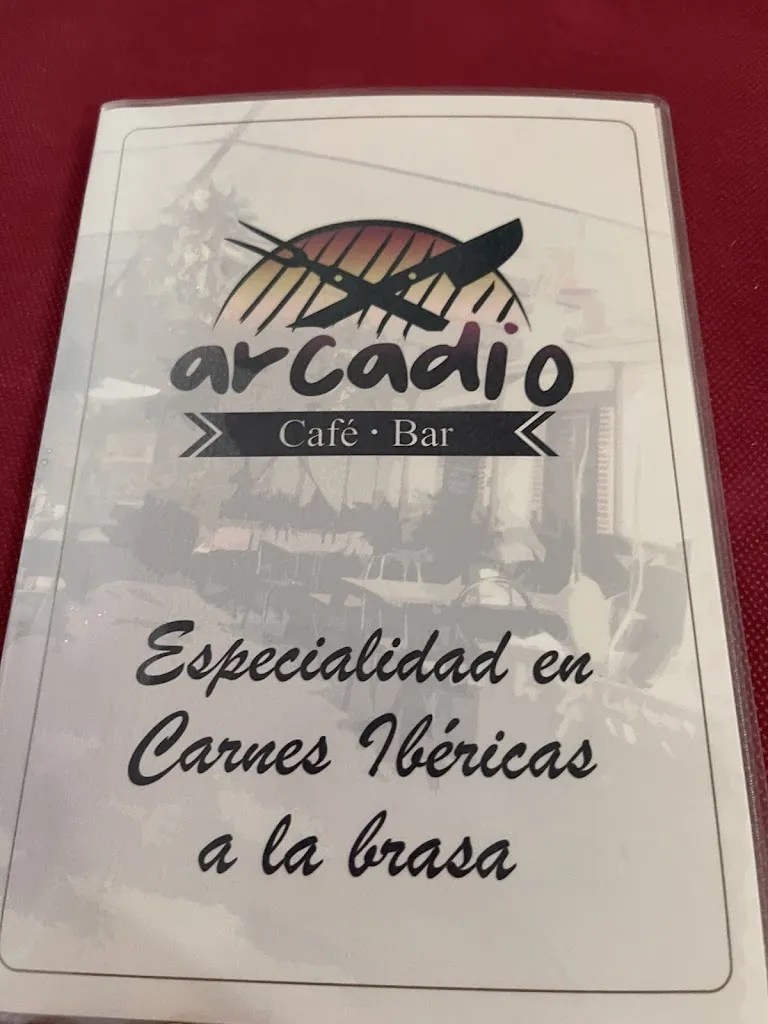 arcadio
Café · Bar
Especialidad en
Carnes Ibéricas
a la brasa